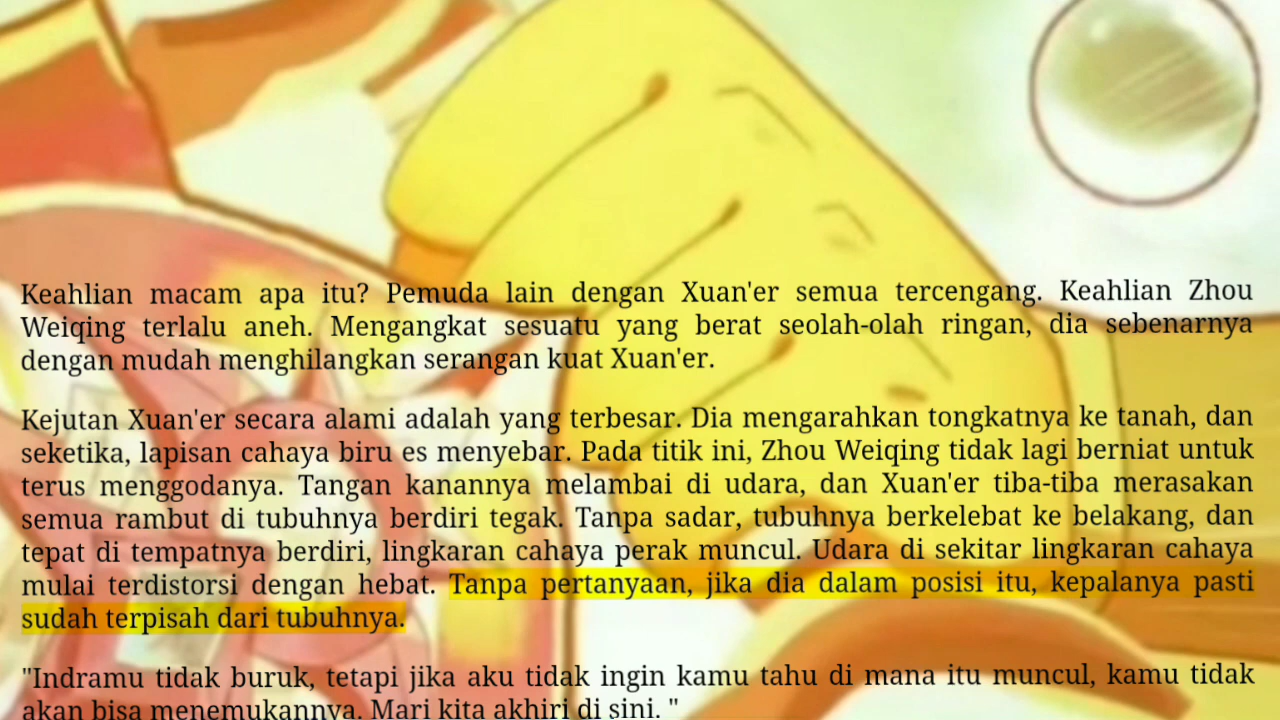 Keahlian macam apa itu? Pemuda lain dengan Xuan'er semua tercengang. Keahlian Zhou
Weiqing terlalu aneh. Mengangkat sesuatu yang berat seolah-olah ringan, dia sebenarnya
dengan mudah menghilangkan serangan kuat Xuan'er.
Kejutan Xuan'er secara alami adalah yang terbesar. Dia mengarahkan tongkatnya ke tanah, dan
seketika, lapisan cahaya biru es menyebar. Pada titik ini, Zhou Weiqing tidak lagi berniat untuk
terus menggodanya. Tangan kanannya melambai di udara, dan Xuan'er tiba-tiba merasakan
semua rambut di tubuhnya berdiri tegak. Tanpa sadar, tubuhnya berkelebat ke belakang, dan
tepat di tempatnya berdiri, lingkaran cahaya perak muncul. Udara di sekitar lingkaran cahaya
mulai terdistorsi dengan hebat. Tanpa pertanyaan, jika dia dalam posisi itu, kepalanya pasti
sudah terpisah dari tubuhnya.
"Indramu tidak buruk, tetapi jika aku tidak ingin kamu tahu di mana itu muncul, kamu tidak
akan bisa menemukannya. Mari kita akhiri di sini. "